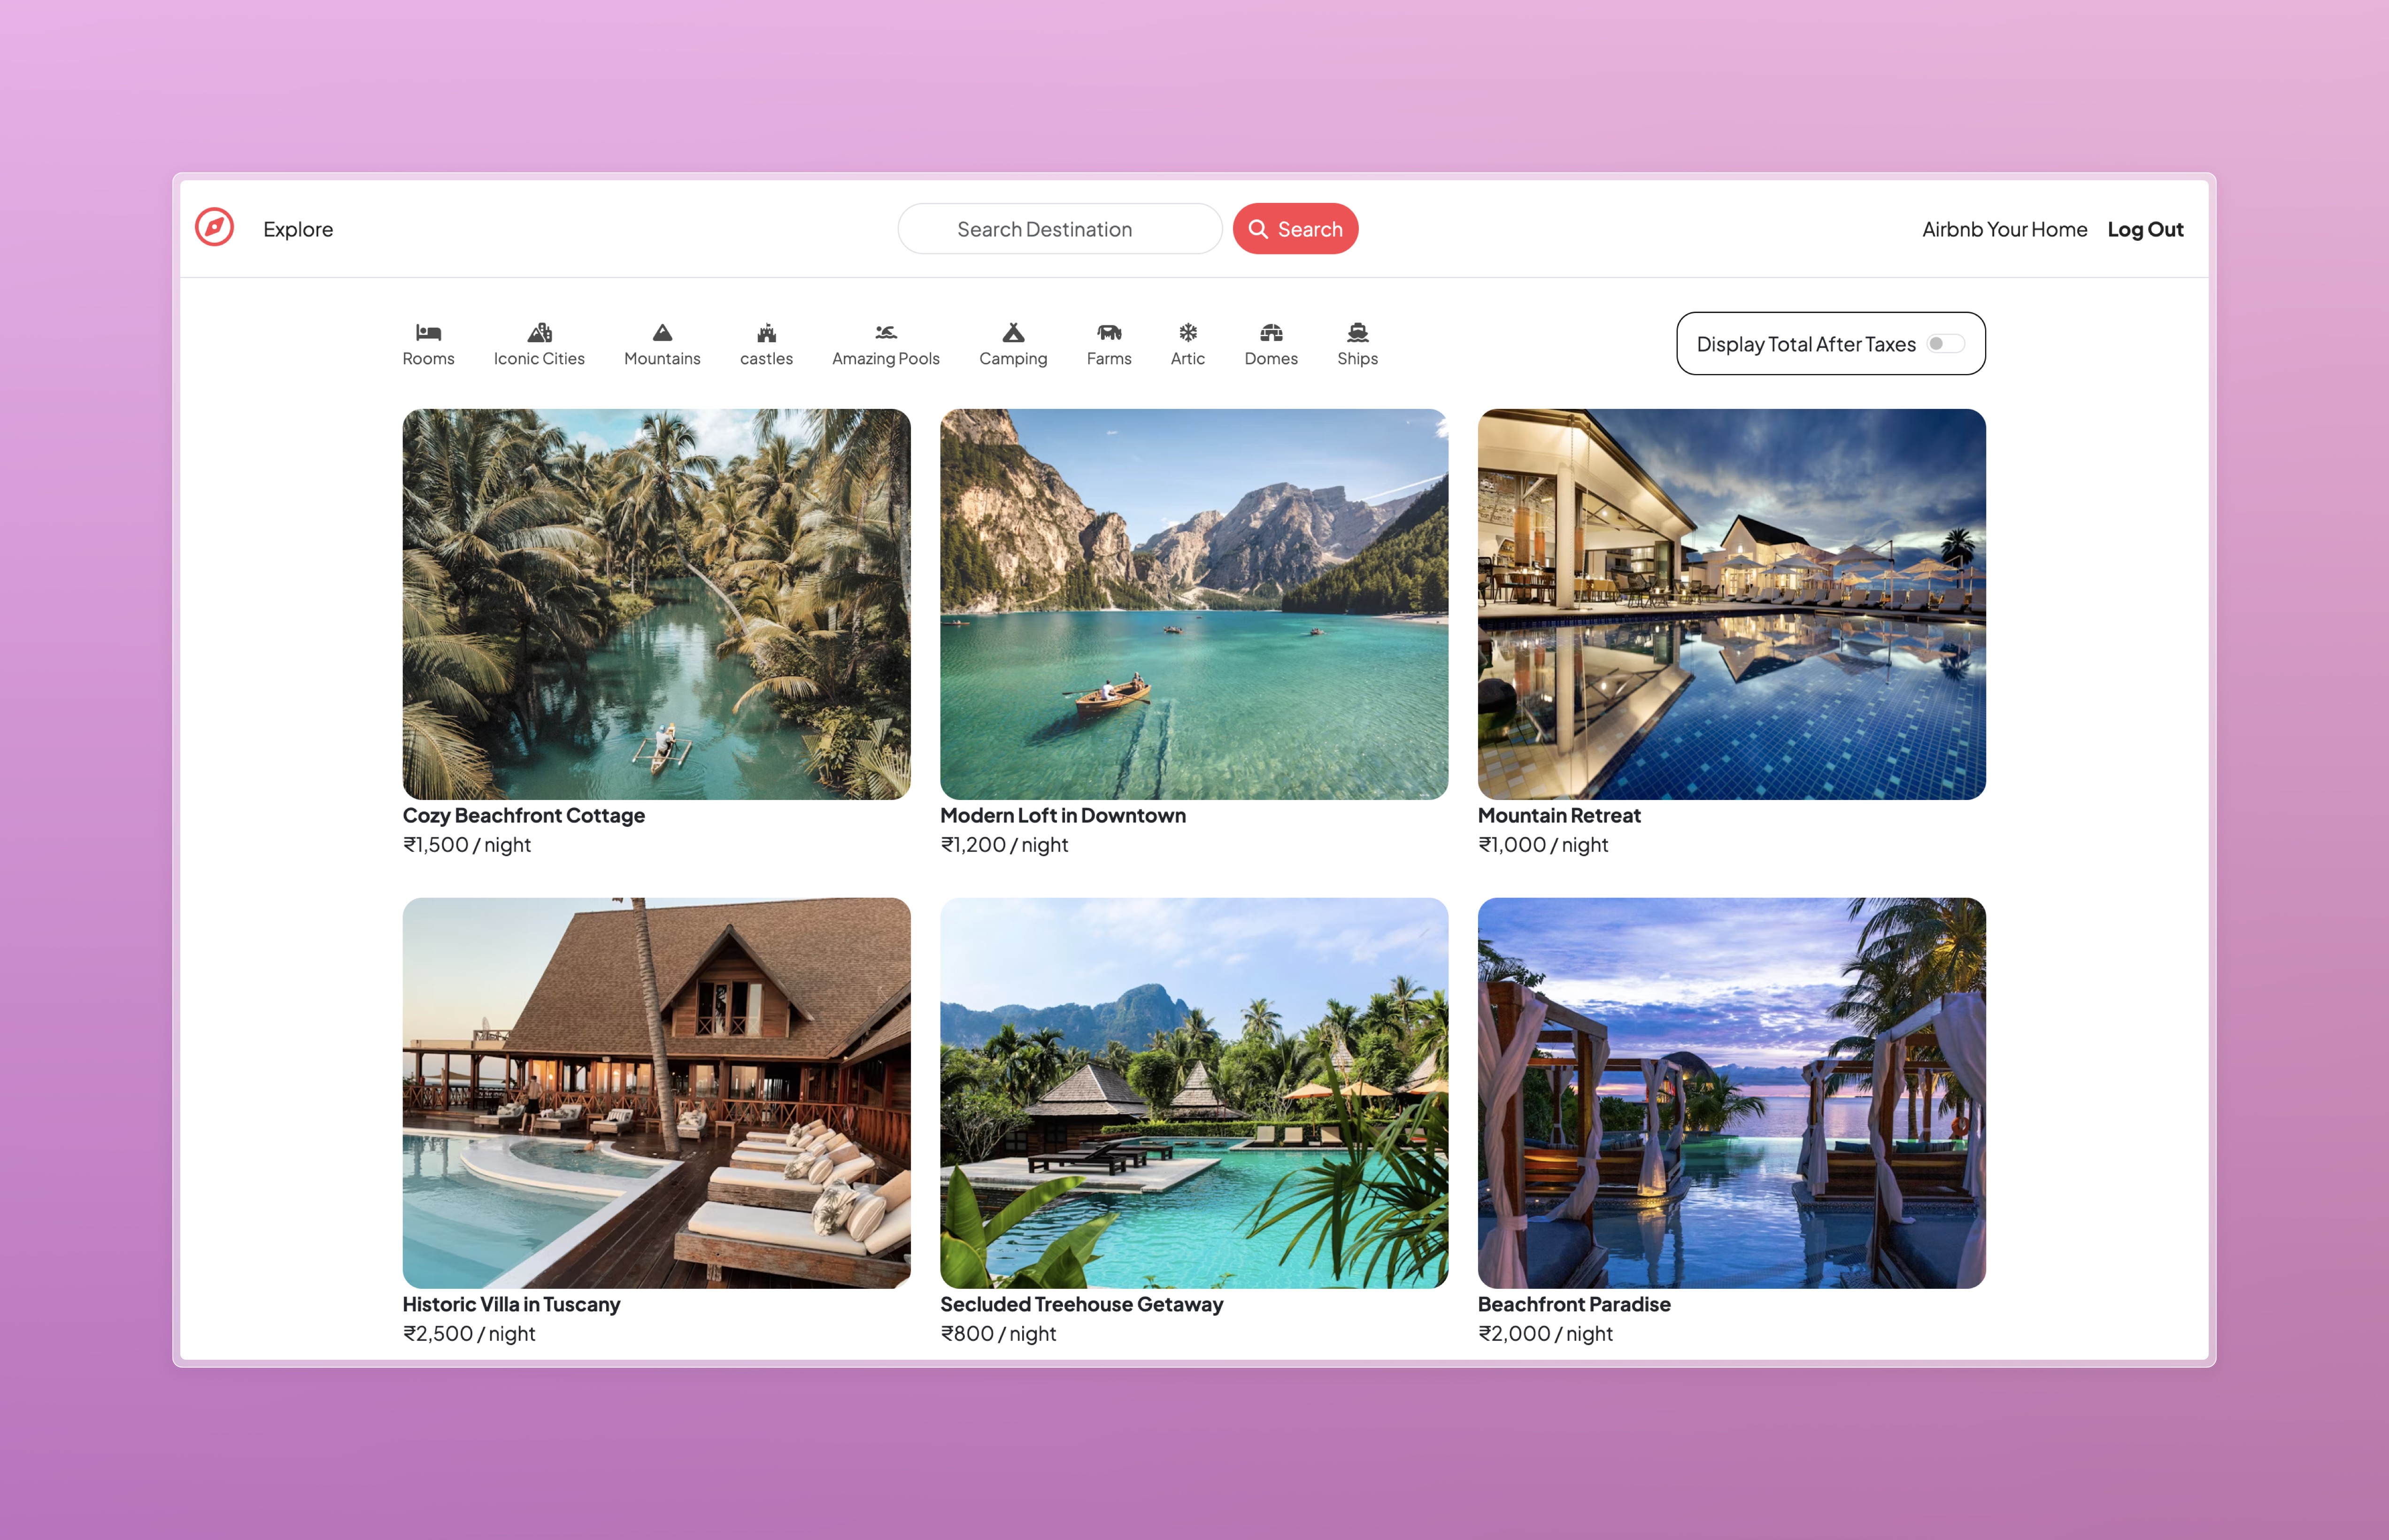 Explore
Search Destination
Search
Airbnb Your Home
Log Out
Rooms
Iconic Cities
Mountains
castles
Amazing Pools
Camping
Farms
Artic
Domes
Ships
Display Total After Taxes
Cozy Beachfront Cottage
₹1,500 / night
Modern Loft in Downtown
₹1,200 / night
Mountain Retreat
₹1,000 / night
Historic Villa in Tuscany
₹2,500 / night
Secluded Treehouse Getaway
₹800 / night
Beachfront Paradise
₹2,000 / night